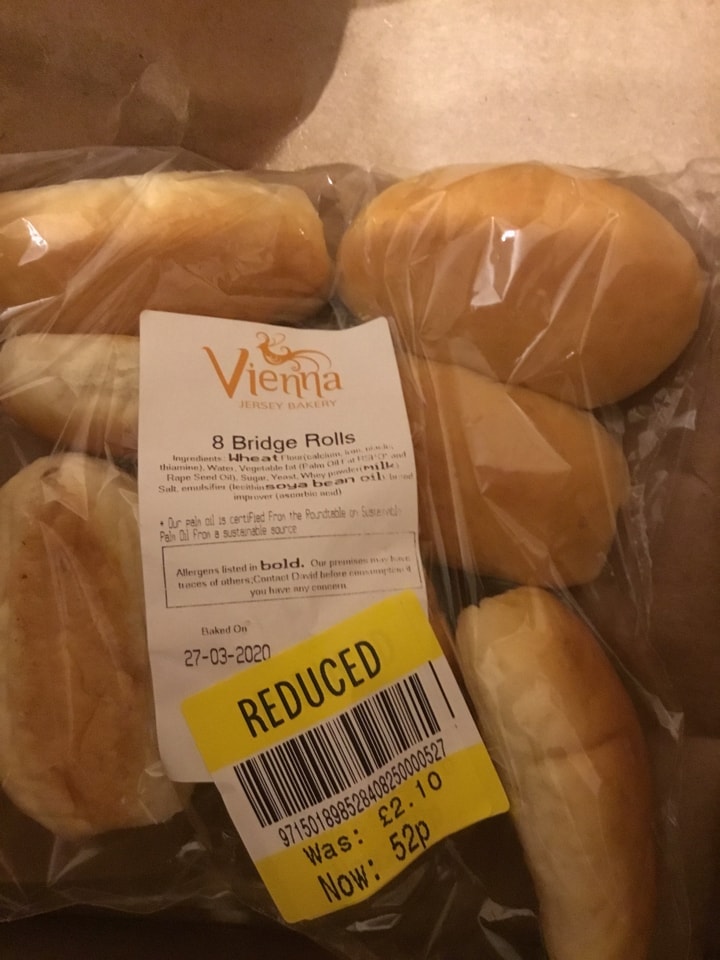 Vienna
JERSEY BAKERY
8 Bridge Rolls
Ingredients: Wheat Flour(calcium, iron,
thiamine), Water, Vegetable fat (Palm Oil and
Rape Seed Oil), Sugar, Yeast, Whey powder(milk)
Salt, emulsifier (lecithin soya bean oil)
improver (ascorbic acid)
* Our palm oil is certified From the Roundtable on
Palm Oil From a sustainable source
Allergens listed in bold. Our premises may have
traces of others;Contact David before consumption if
you have any concern.
Baked On
27-03-2020
REDUCED
971501898528408250000527
Was: £2.10
Now: 52p